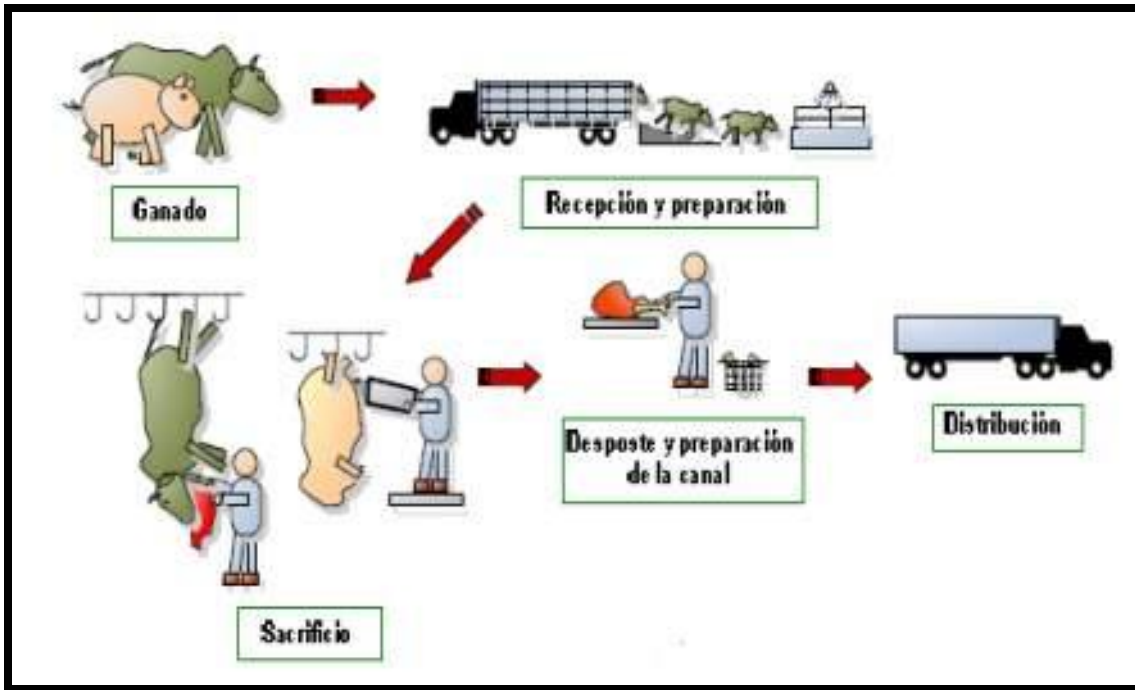 Ganado
Recepción y preparación
Sacrificio
Desposte y preparación
de la canal
Distribución